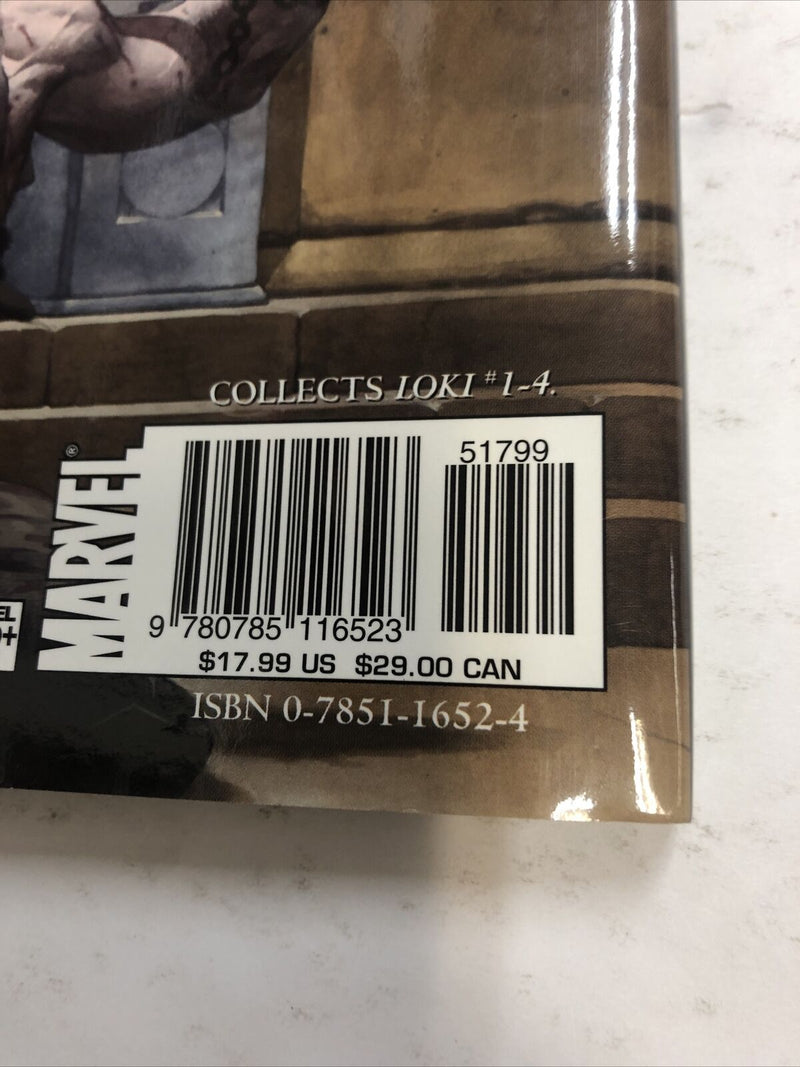 COLLECTS LOKI #1-4.
MARVEL®
51799
9 780785 116523
$17.99 US $29.00 CAN
ISBN 0-7851-1652-4